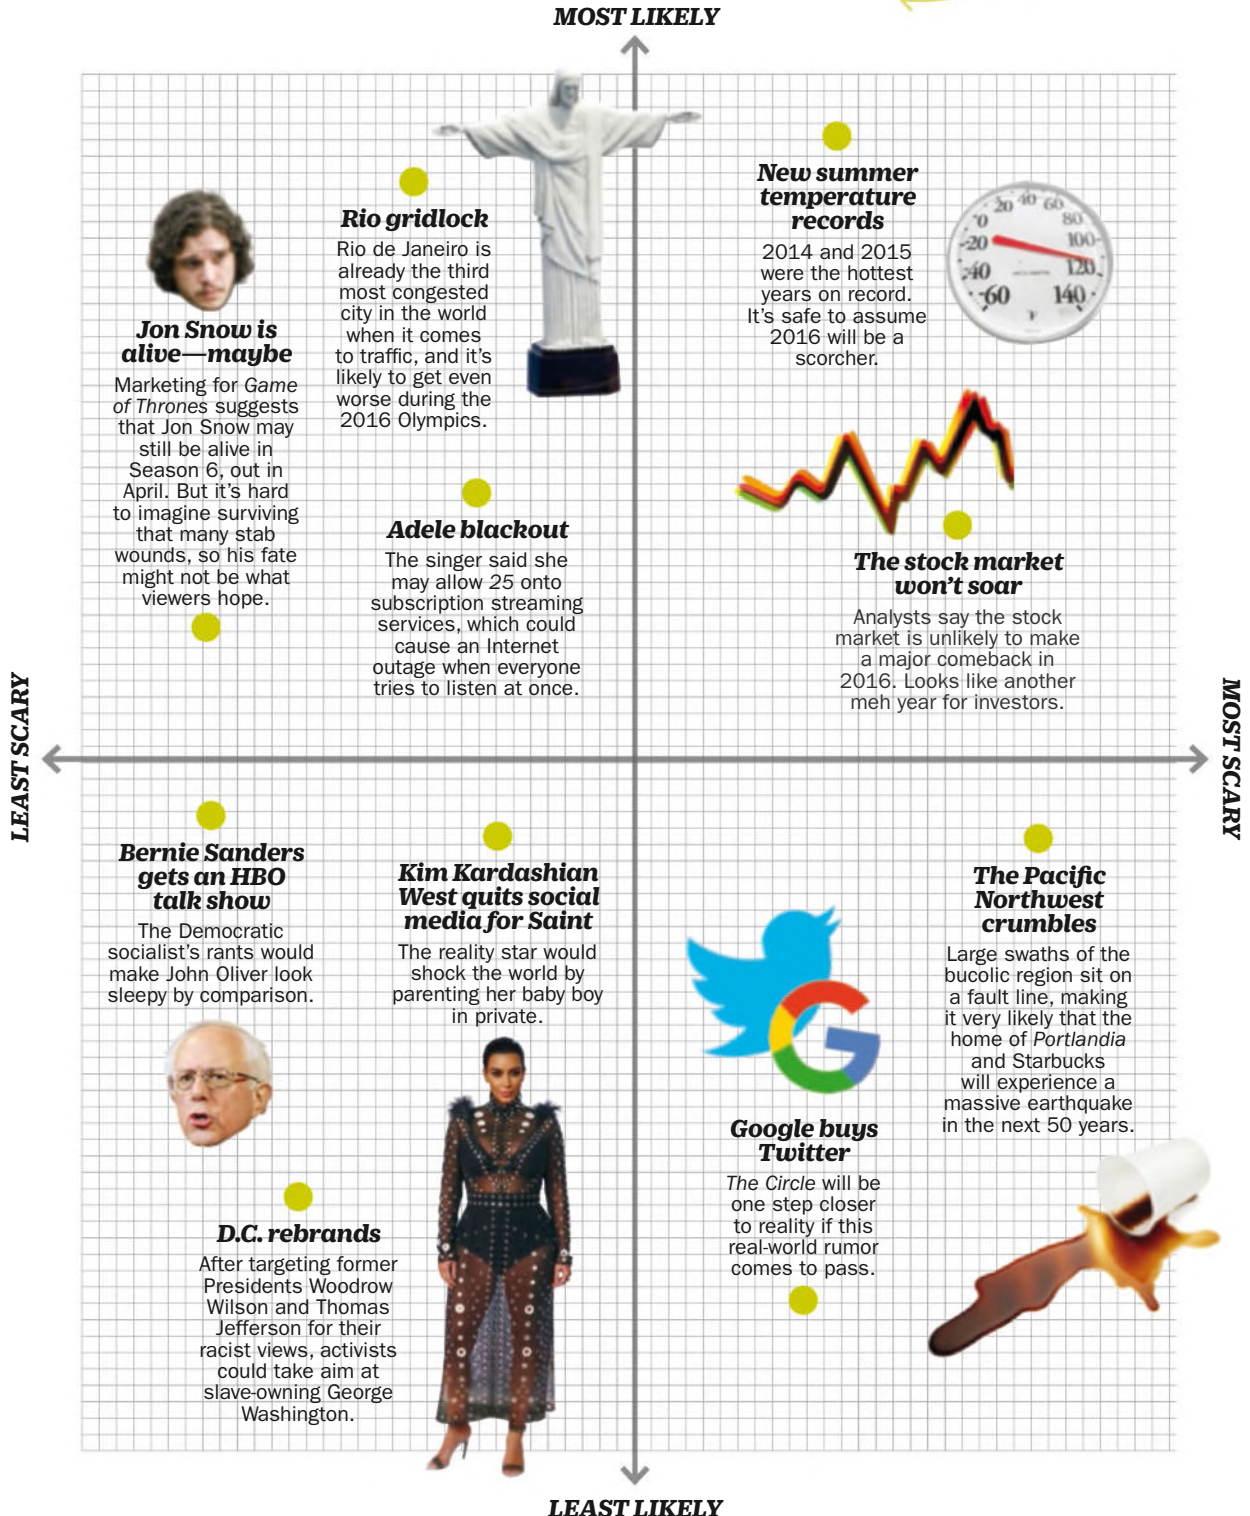 MOST LIKELY
Jon Snow is
alive—maybe
Marketing for Game
of Thrones suggests
that Jon Snow may
still be alive in
Season 6, out in
April. But it's hard
to imagine surviving
that many stab
wounds, so his fate
might not be what
viewers hope.
Rio gridlock
Rio de Janeiro is
already the third
most congested
city in the world
when it comes
to traffic, and it's
likely to get even
worse during the
2016 Olympics.
Adele blackout
The singer said she
may allow 25 onto
subscription streaming
services, which could
cause an Internet
outage when everyone
tries to listen at once.
New summer
temperature
records
2014 and 2015
were the hottest
years on record.
It's safe to assume
2016 will be a
scorcher.
-60 -40 -20 0 20 40 60 80 100 120 140
F
The stock market
won't soar
Analysts say the stock
market is unlikely to make
a major comeback in
2016. Looks like another
meh year for investors.
LEAST SCARY
MOST SCARY
Bernie Sanders
gets an HBO
talk show
The Democratic
socialist's rants would
make John Oliver look
sleepy by comparison.
Kim Kardashian
West quits social
media for Saint
The reality star would
shock the world by
parenting her baby boy
in private.
D.C. rebrands
After targeting former
Presidents Woodrow
Wilson and Thomas
Jefferson for their
racist views, activists
could take aim at
slave-owning George
Washington.
G
Google buys
Twitter
The Circle will be
one step closer
to reality if this
real-world rumor
comes to pass.
The Pacific
Northwest
crumbles
Large swaths of the
bucolic region sit on
a fault line, making
it very likely that the
home of Portlandia
and Starbucks
will experience a
massive earthquake
in the next 50 years.
LEAST LIKELY